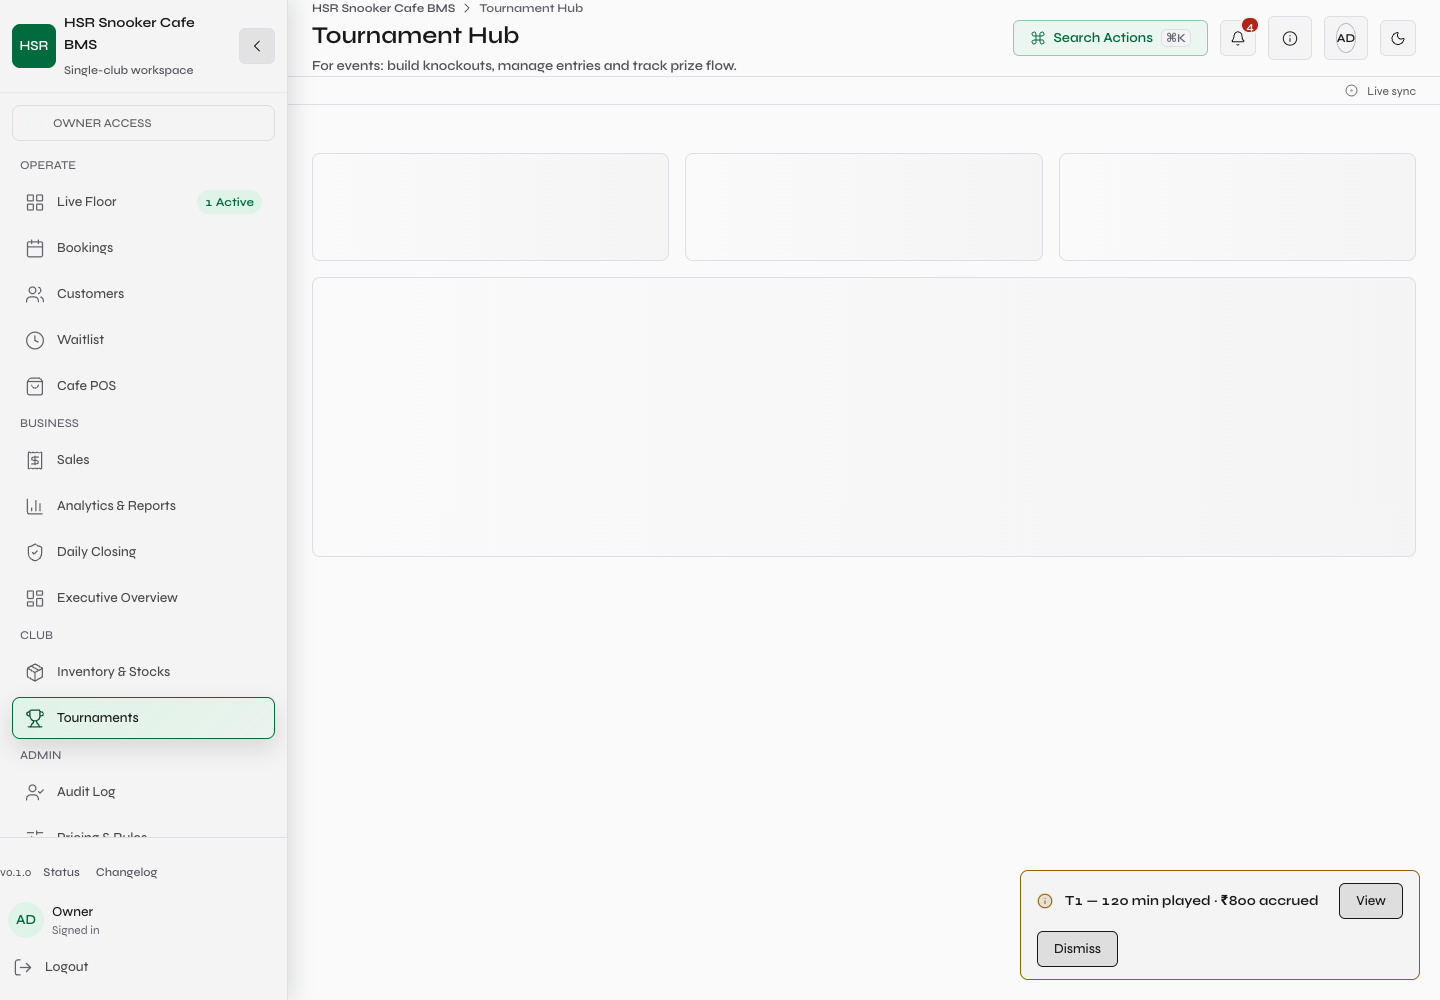 HSR
HSR Snooker Cafe
BMS
Single-club workspace
OWNER ACCESS
OPERATE
Live Floor
1 Active
Bookings
Customers
Waitlist
Cafe POS
BUSINESS
Sales
Analytics & Reports
Daily Closing
Executive Overview
CLUB
Inventory & Stocks
Tournaments
ADMIN
Audit Log
Pricing & Rules
v0.1.0 Status Changelog
AD
Owner
Signed in
Logout
HSR Snooker Cafe BMS > Tournament Hub
Tournament Hub
For events: build knockouts, manage entries and track prize flow.
Search Actions ⌘K
4
AD
Live sync
T1 — 120 min played · ₹800 accrued
View
Dismiss